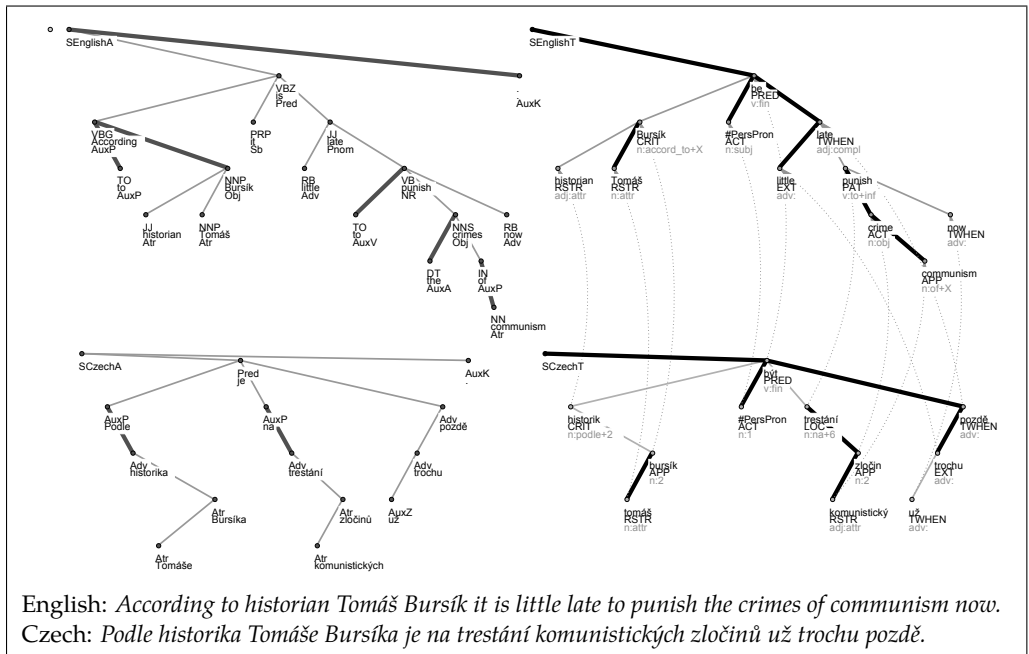 SEnglishA
VBZ
is
Pred
.
AuxK
VBG
According
AuxP
PRP
it
Sb
JJ
late
Pnom
TO
to
AuxP
NNP
Bursík
Obj
RB
little
Adv
VB
punish
NR
JJ
historian
Atr
NNP
Tomáš
Atr
TO
to
AuxV
NNS
crimes
Obj
RB
now
Adv
DT
the
AuxA
IN
of
AuxP
NN
communism
Atr
SEnglishT
be
PRED
v:fin
Bursík
CRIT
n:accord_to+X
#PersPron
ACT
n:subj
late
TWHEN
adj:compl
historian
RSTR
adj:attr
Tomáš
RSTR
n:attr
little
EXT
adv:
punish
PAT
v:to+inf
crime
ACT
n:obj
now
TWHEN
adv:
communism
APP
n:of+X
SCzechA
Pred
je
AuxK
.
AuxP
Podle
AuxP
na
Adv
pozdě
Adv
historika
Adv
trestání
Adv
trochu
Atr
Bursíka
Atr
zločinů
AuxZ
už
Atr
Tomáše
Atr
komunistických
SCzechT
být
PRED
v:fin
historik
CRIT
n:podle+2
#PersPron
ACT
n:1
trestání
LOC
n:na+6
pozdě
TWHEN
adv:
bursík
APP
n:2
zločin
APP
n:2
trochu
EXT
adv:
tomáš
RSTR
n:attr
komunistický
RSTR
adj:attr
už
TWHEN
adv:
English: According to historian Tomáš Bursík it is little late to punish the crimes of communism now.
Czech: Podle historika Tomáše Bursíka je na trestání komunistických zločinů už trochu pozdě.